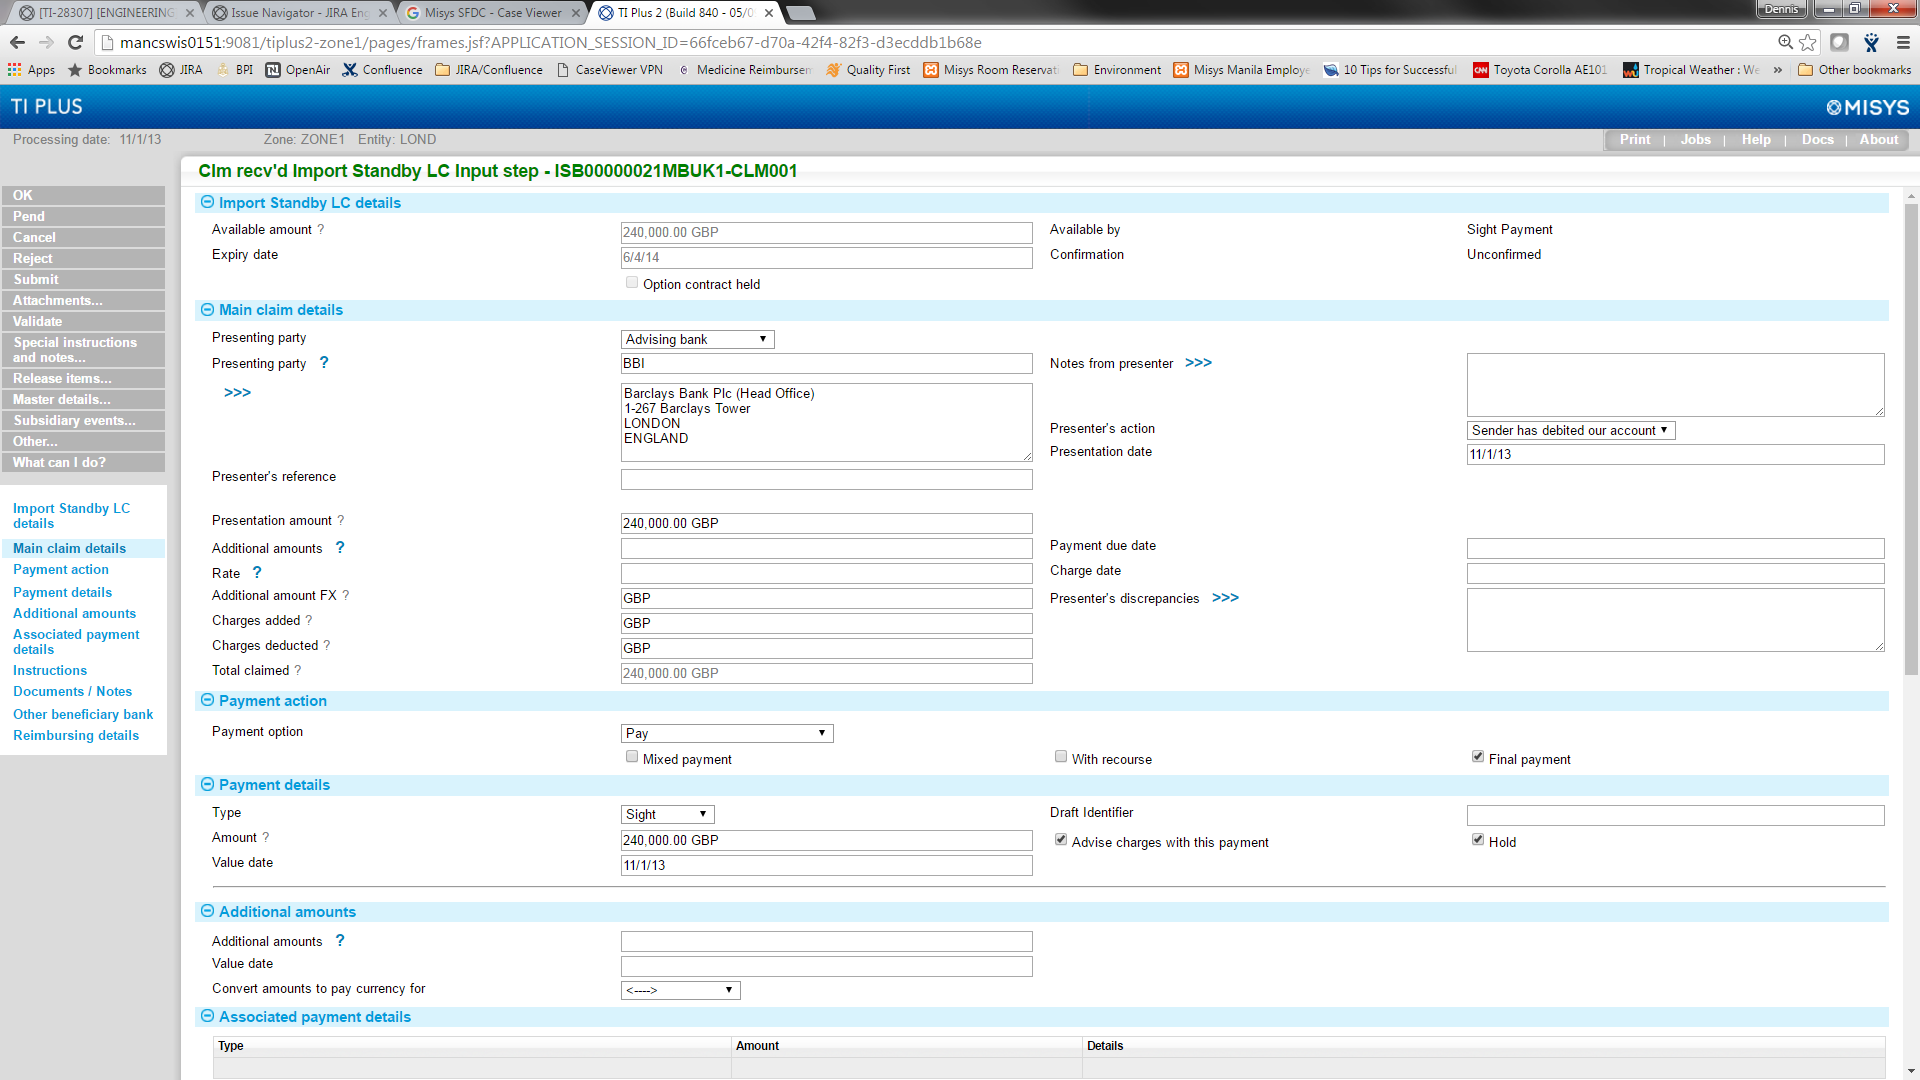 [TI-28307] [ENGINEERING
Issue Navigator - JIRA Eng
Misys SFDC - Case Viewer
TI Plus 2 (Build 840 - 05/0
Dennis
mancswis0151:9081/tiplus2-zone1/pages/frames.jsf?APPLICATION_SESSION_ID=66fceb67-d70a-42f4-82f3-d3ecddb1b68e
Apps Bookmarks JIRA BPI OpenAir Confluence JIRA/Confluence CaseViewer VPN Medicine Reimbursem Quality First Misys Room Reservati Environment Misys Manila Employe 10 Tips for Successful Toyota Corolla AE101 Tropical Weather : We » Other bookmarks
TI PLUS
MISYS
Processing date: 11/1/13 Zone: ZONE1 Entity: LOND
Print | Jobs | Help | Docs | About
OK
Pend
Cancel
Reject
Submit
Attachments...
Validate
Special instructions
and notes...
Release items...
Master details...
Subsidiary events...
Other...
What can I do?
Import Standby LC
details
Main claim details
Payment action
Payment details
Additional amounts
Associated payment
details
Instructions
Documents / Notes
Other beneficiary bank
Reimbursing details
Clm recv'd Import Standby LC Input step - ISB00000021MBUK1-CLM001
Import Standby LC details
Available amount ? 240,000.00 GBP Available by Sight Payment
Expiry date 6/4/14 Confirmation Unconfirmed
Option contract held
Main claim details
Presenting party Advising bank
Presenting party ? BBI Notes from presenter >>>
>>> Barclays Bank Plc (Head Office)
1-267 Barclays Tower
LONDON
ENGLAND
Presenter's action Sender has debited our account
Presentation date 11/1/13
Presenter's reference
Presentation amount ? 240,000.00 GBP
Additional amounts ? Payment due date
Rate ? Charge date
Additional amount FX ? GBP Presenter's discrepancies >>>
Charges added ? GBP
Charges deducted ? GBP
Total claimed ? 240,000.00 GBP
Payment action
Payment option Pay
Mixed payment With recourse Final payment
Payment details
Type Sight Draft Identifier
Amount ? 240,000.00 GBP Advise charges with this payment Hold
Value date 11/1/13
Additional amounts
Additional amounts ?
Value date
Convert amounts to pay currency for <---->
Associated payment details
Type Amount Details